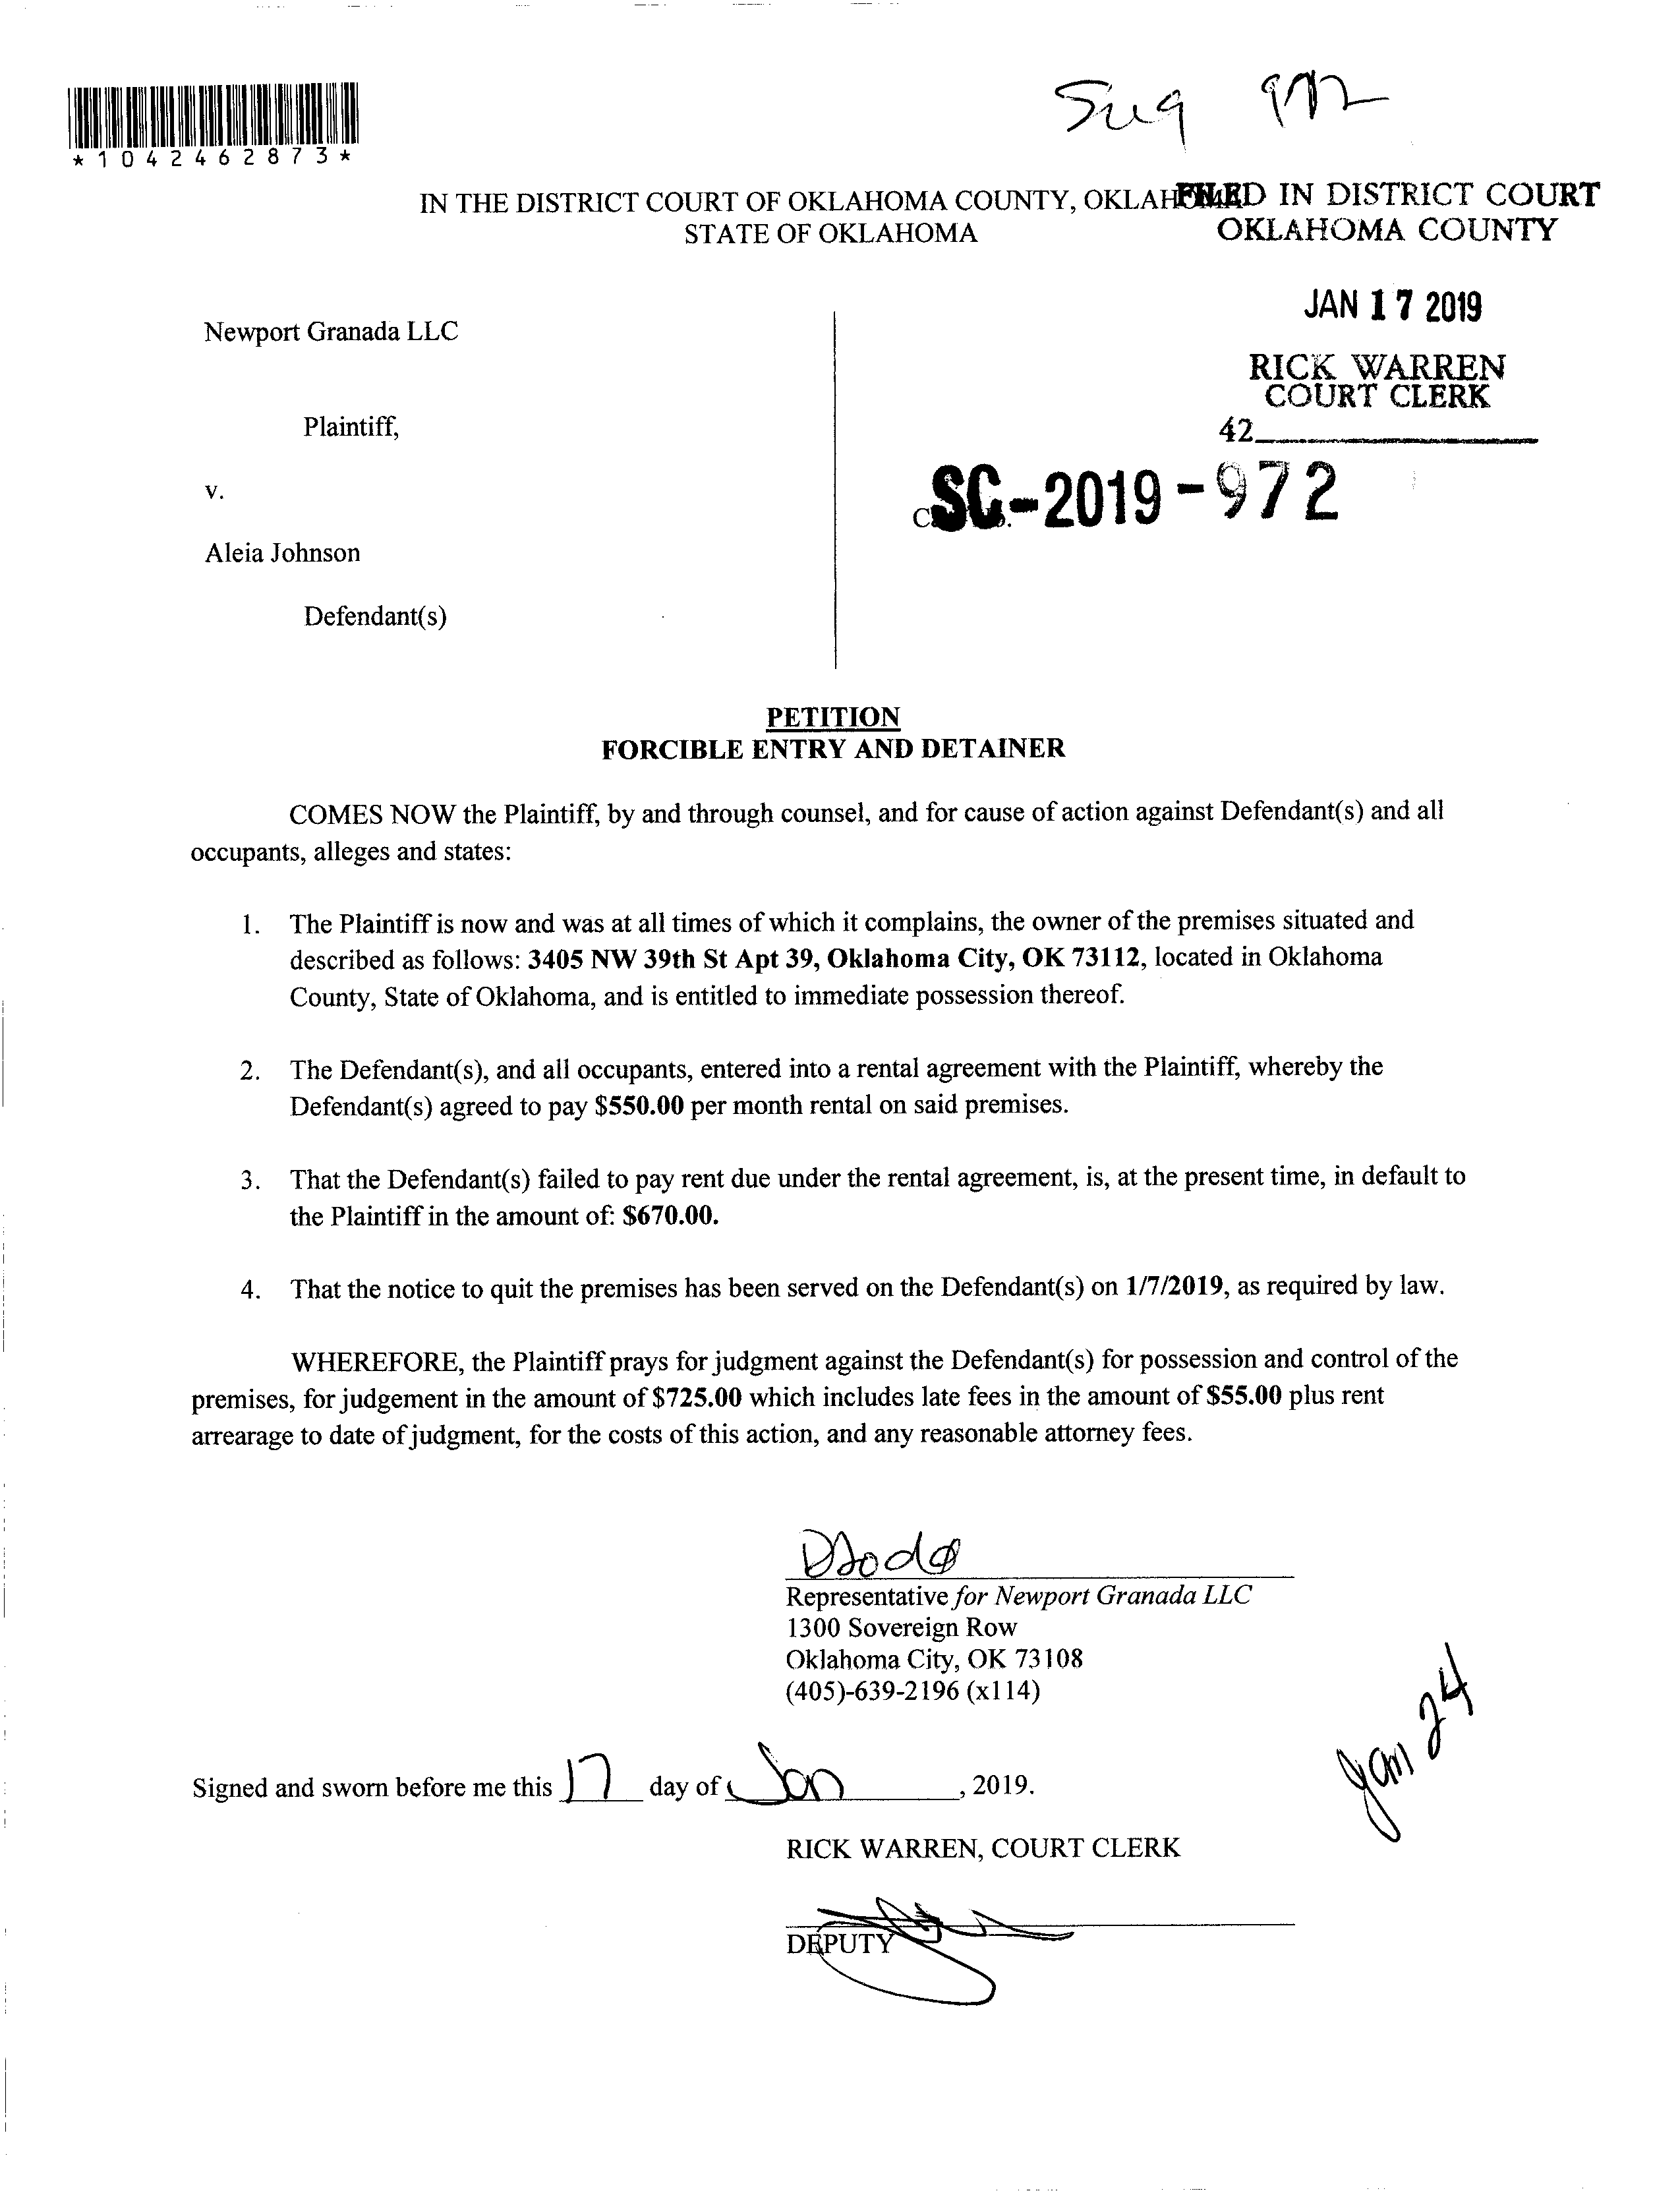 *1042462873*
IN THE DISTRICT COURT OF OKLAHOMA COUNTY, OKLAHOMA
STATE OF OKLAHOMA
FILED IN DISTRICT COURT
OKLAHOMA COUNTY
JAN 17 2019
RICK WARREN
COURT CLERK
42
SC-2019-972
Newport Granada LLC
Plaintiff,
v.
Aleia Johnson
Defendant(s)
PETITION
FORCIBLE ENTRY AND DETAINER
COMES NOW the Plaintiff, by and through counsel, and for cause of action against Defendant(s) and all
occupants, alleges and states:
1. The Plaintiff is now and was at all times of which it complains, the owner of the premises situated and
described as follows: 3405 NW 39th St Apt 39, Oklahoma City, OK 73112, located in Oklahoma
County, State of Oklahoma, and is entitled to immediate possession thereof.
2. The Defendant(s), and all occupants, entered into a rental agreement with the Plaintiff, whereby the
Defendant(s) agreed to pay $550.00 per month rental on said premises.
3. That the Defendant(s) failed to pay rent due under the rental agreement, is, at the present time, in default to
the Plaintiff in the amount of: $670.00.
4. That the notice to quit the premises has been served on the Defendant(s) on 1/7/2019, as required by law.
WHEREFORE, the Plaintiff prays for judgment against the Defendant(s) for possession and control of the
premises, for judgement in the amount of $725.00 which includes late fees in the amount of $55.00 plus rent
arrearage to date of judgment, for the costs of this action, and any reasonable attorney fees.
Representative for Newport Granada LLC
1300 Sovereign Row
Oklahoma City, OK 73108
(405)-639-2196 (x114)
Jan 24
Signed and sworn before me this 17 day of Jan, 2019.
RICK WARREN, COURT CLERK
DEPUTY